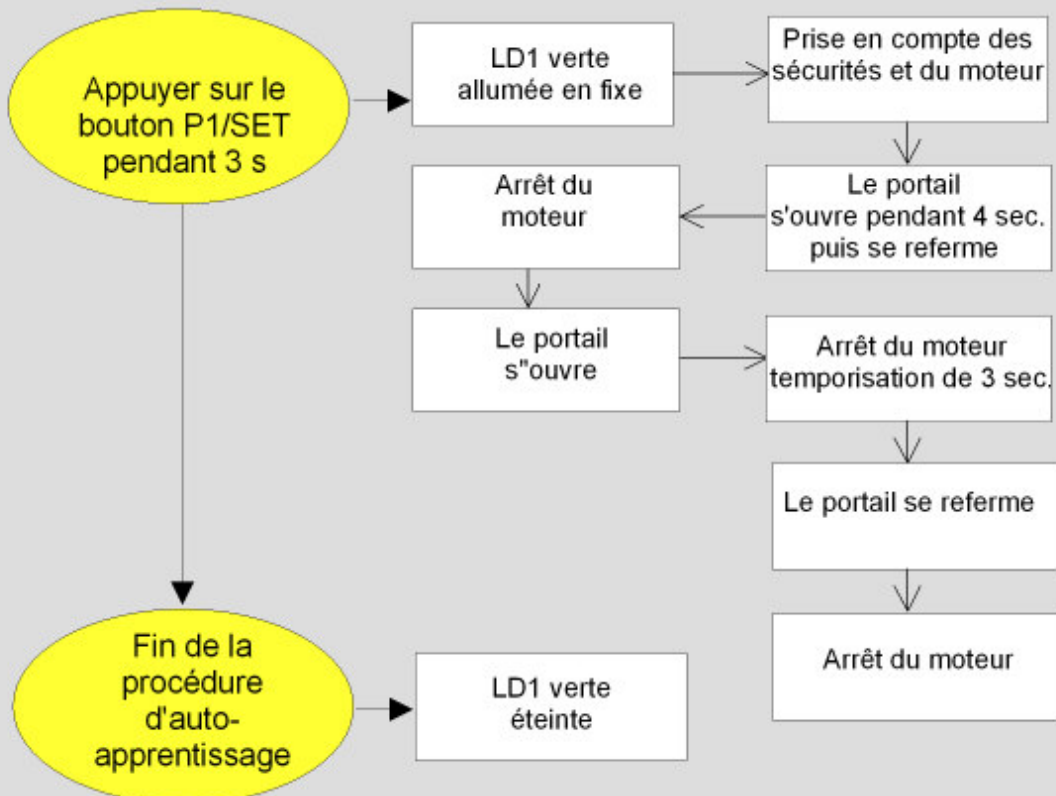 Appuyer sur le
bouton P1/SET
pendant 3 s
LD1 verte
allumée en fixe
Prise en compte des
sécurités et du moteur
Le portail
s'ouvre pendant 4 sec.
puis se referme
Arrêt du
moteur
Le portail
s"ouvre
Arrêt du moteur
temporisation de 3 sec.
Le portail se referme
Arrêt du moteur
Fin de la
procédure
d'auto-
apprentissage
LD1 verte
éteinte